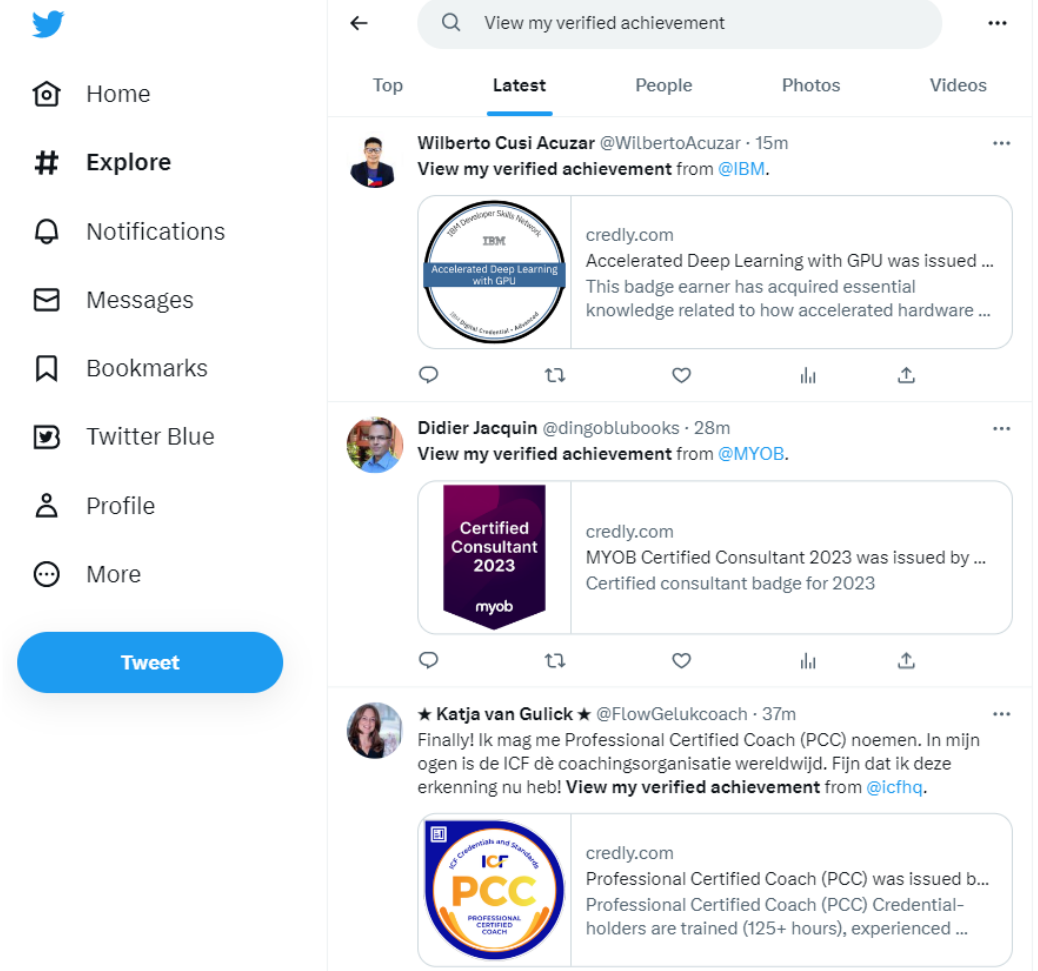 View my verified achievement
Top
Latest
People
Photos
Videos
Home
Explore
Notifications
Messages
Bookmarks
Twitter Blue
Profile
More
Tweet
Wilberto Cusi Acuzar @WilbertoAcuzar · 15m
View my verified achievement from @IBM.
IBM Developer Skills Network
IBM
Accelerated Deep Learning
with GPU
IBM Digital Credential - Advanced
credly.com
Accelerated Deep Learning with GPU was issued ...
This badge earner has acquired essential
knowledge related to how accelerated hardware ...
Didier Jacquin @dingoblubooks · 28m
View my verified achievement from @MYOB.
Certified
Consultant
2023
myob
credly.com
MYOB Certified Consultant 2023 was issued by ...
Certified consultant badge for 2023
★ Katja van Gulick ★ @FlowGelukcoach · 37m
Finally! Ik mag me Professional Certified Coach (PCC) noemen. In mijn
ogen is de ICF dè coachingsorganisatie wereldwijd. Fijn dat ik deze
erkenning nu heb! View my verified achievement from @icfhq.
ICF Credentials and Standards
ICF
PCC
PROFESSIONAL
CERTIFIED
COACH
credly.com
Professional Certified Coach (PCC) was issued b...
Professional Certified Coach (PCC) Credential-
holders are trained (125+ hours), experienced ...